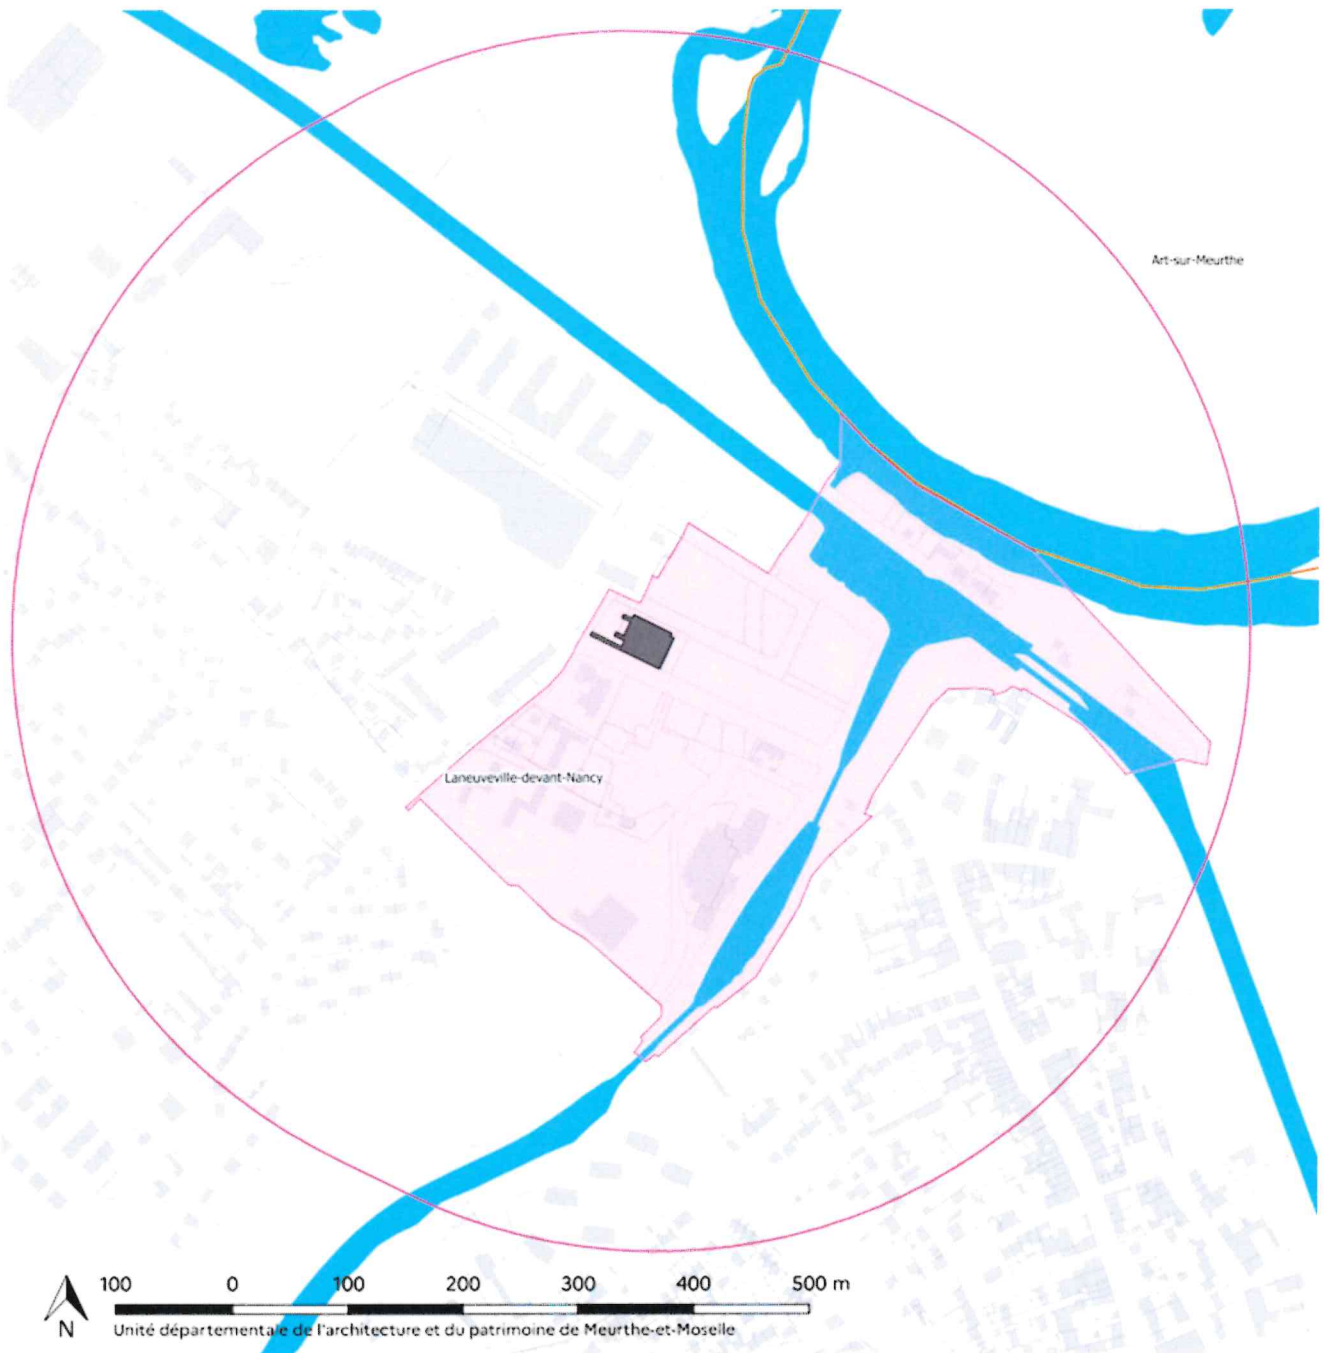 Art-sur-Meurthe
Laneuveville-devant-Nancy
100 0 100 200 300 400 500 m
N
Unité départementale de l'architecture et du patrimoine de Meurthe-et-Moselle